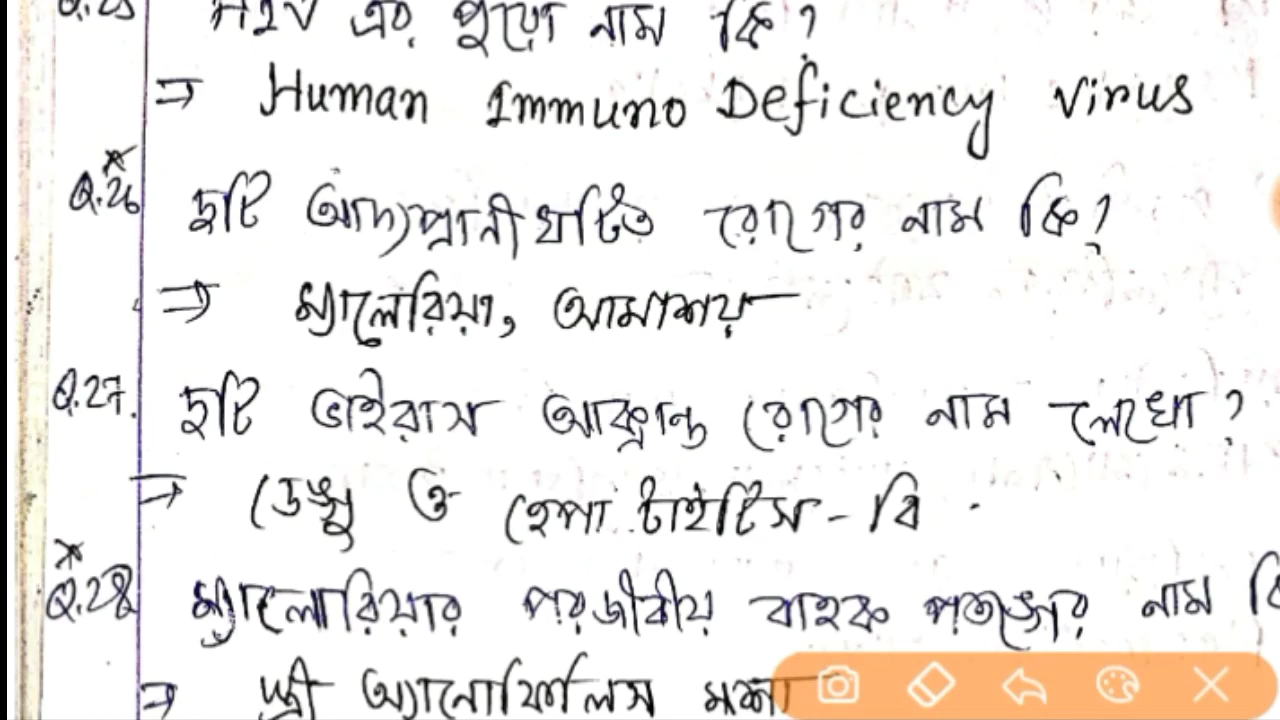 Q.25 HIV এর পুরো নাম কি?
⇒ Human Immuno Deficiency Virus
Q.26 দুটি আদ্যপ্রানীঘটিত রোগের নাম কি?
⇒ ম্যালেরিয়া, আমাশয়
Q.27. দুটি ভাইরাস আক্রান্ত রোগের নাম লেখো?
⇒ ডেঙ্গু ও হেপাটাইটিস - বি
Q.28 ম্যালোরিয়ার পরজীবীয় বাহক পতঙ্গের নাম
⇒ স্ত্রী অ্যানোফিলিস মশা